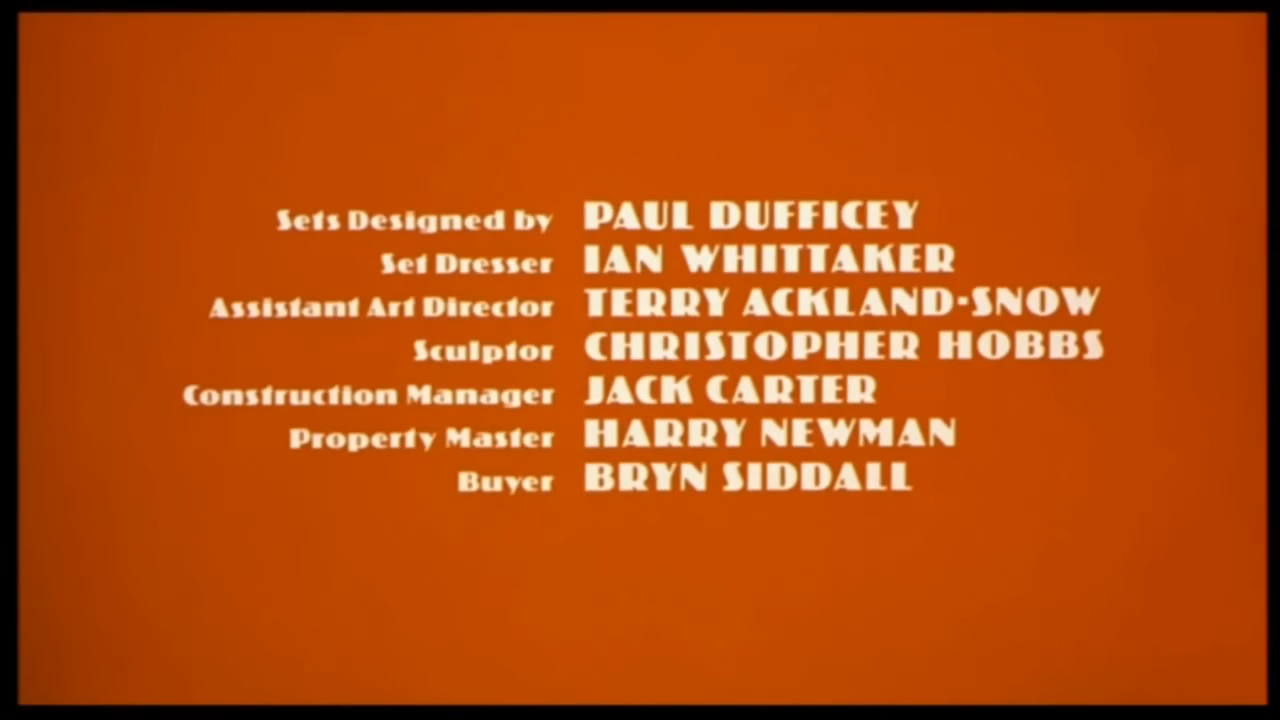 Sets Designed by PAUL DUFFICEY
Set Dresser IAN WHITTAKER
Assistant Art Director TERRY ACKLAND-SNOW
Sculptor CHRISTOPHER HOBBS
Construction Manager JACK CARTER
Property Master HARRY NEWMAN
Buyer BRYN SIDDALL